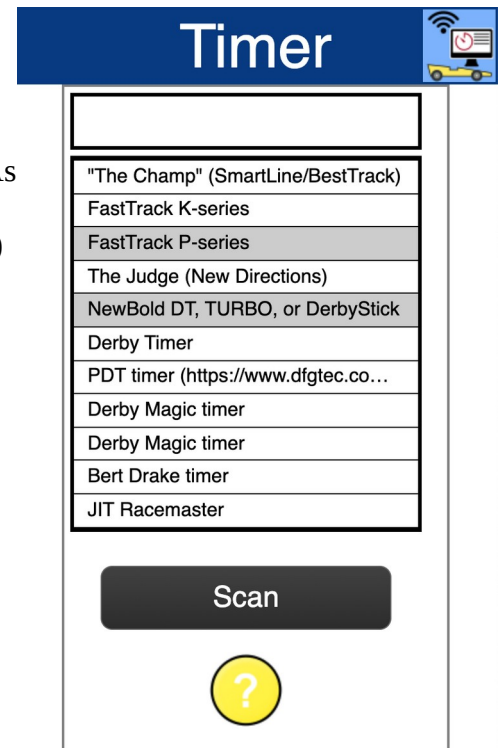 Timer
s
)
"The Champ" (SmartLine/BestTrack)
FastTrack K-series
FastTrack P-series
The Judge (New Directions)
NewBold DT, TURBO, or DerbyStick
Derby Timer
PDT timer (https://www.dfgtec.co…
Derby Magic timer
Derby Magic timer
Bert Drake timer
JIT Racemaster
Scan
?